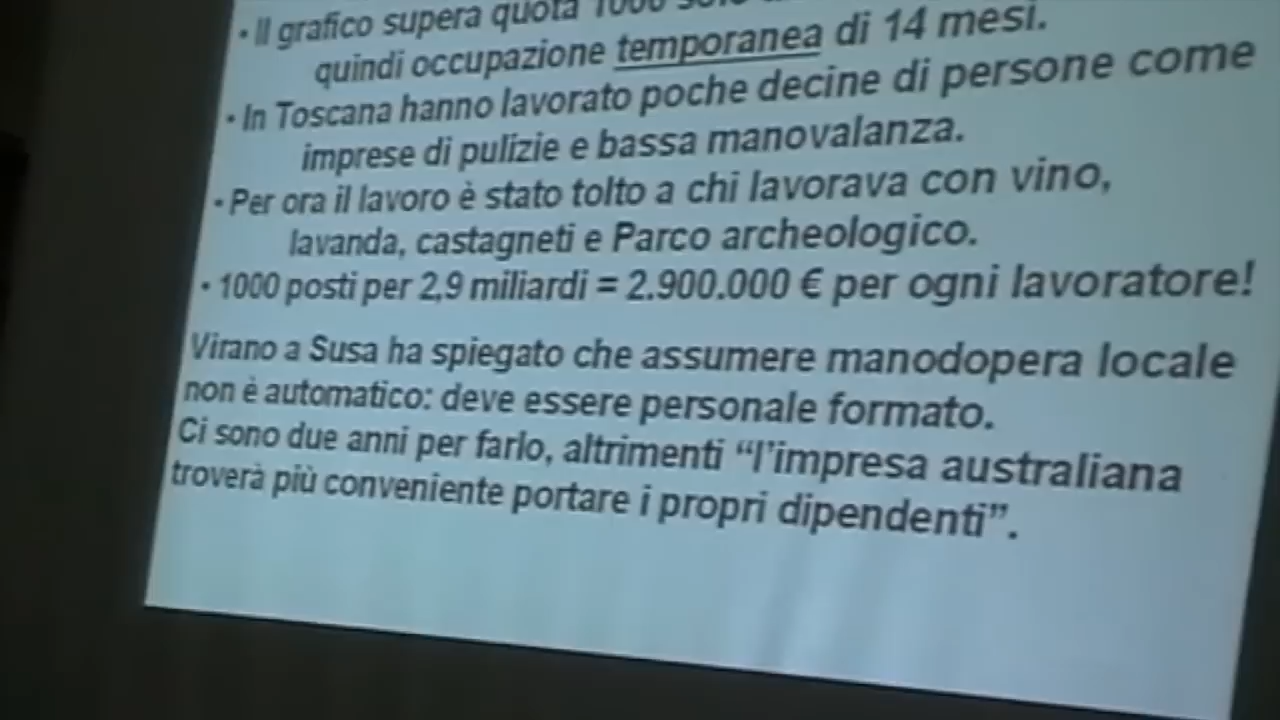 • Il grafico supera quota 1000 solo
quindi occupazione temporanea di 14 mesi.
• In Toscana hanno lavorato poche decine di persone come
imprese di pulizie e bassa manovalanza.
• Per ora il lavoro è stato tolto a chi lavorava con vino,
lavanda, castagneti e Parco archeologico.
• 1000 posti per 2,9 miliardi = 2.900.000 € per ogni lavoratore!
Virano a Susa ha spiegato che assumere manodopera locale
non è automatico: deve essere personale formato.
Ci sono due anni per farlo, altrimenti “l’impresa australiana
troverà più conveniente portare i propri dipendenti”.